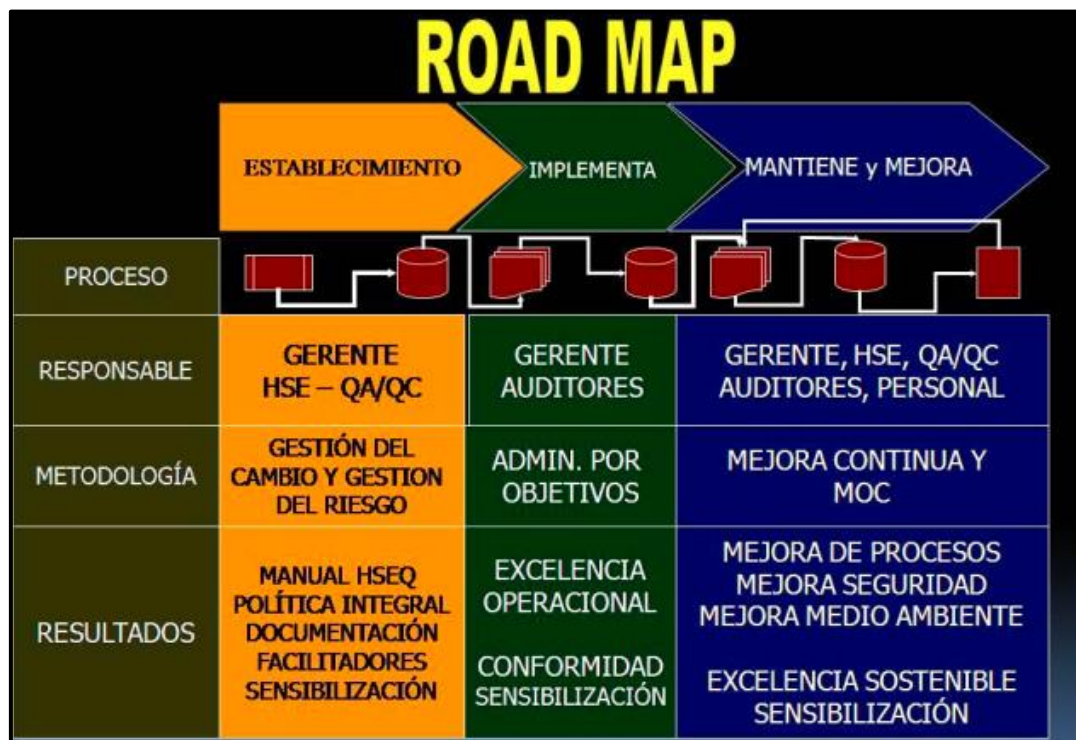 ROAD MAP
ESTABLECIMIENTO
IMPLEMENTA
MANTIENE y MEJORA
PROCESO
RESPONSABLE
GERENTE
HSE – QA/QC
GERENTE
AUDITORES
GERENTE, HSE, QA/QC
AUDITORES, PERSONAL
METODOLOGÍA
GESTIÓN DEL
CAMBIO Y GESTION
DEL RIESGO
ADMIN. POR
OBJETIVOS
MEJORA CONTINUA Y
MOC
RESULTADOS
MANUAL HSEQ
POLÍTICA INTEGRAL
DOCUMENTACIÓN
FACILITADORES
SENSIBILIZACIÓN
EXCELENCIA
OPERACIONAL
CONFORMIDAD
SENSIBILIZACIÓN
MEJORA DE PROCESOS
MEJORA SEGURIDAD
MEJORA MEDIO AMBIENTE
EXCELENCIA SOSTENIBLE
SENSIBILIZACIÓN